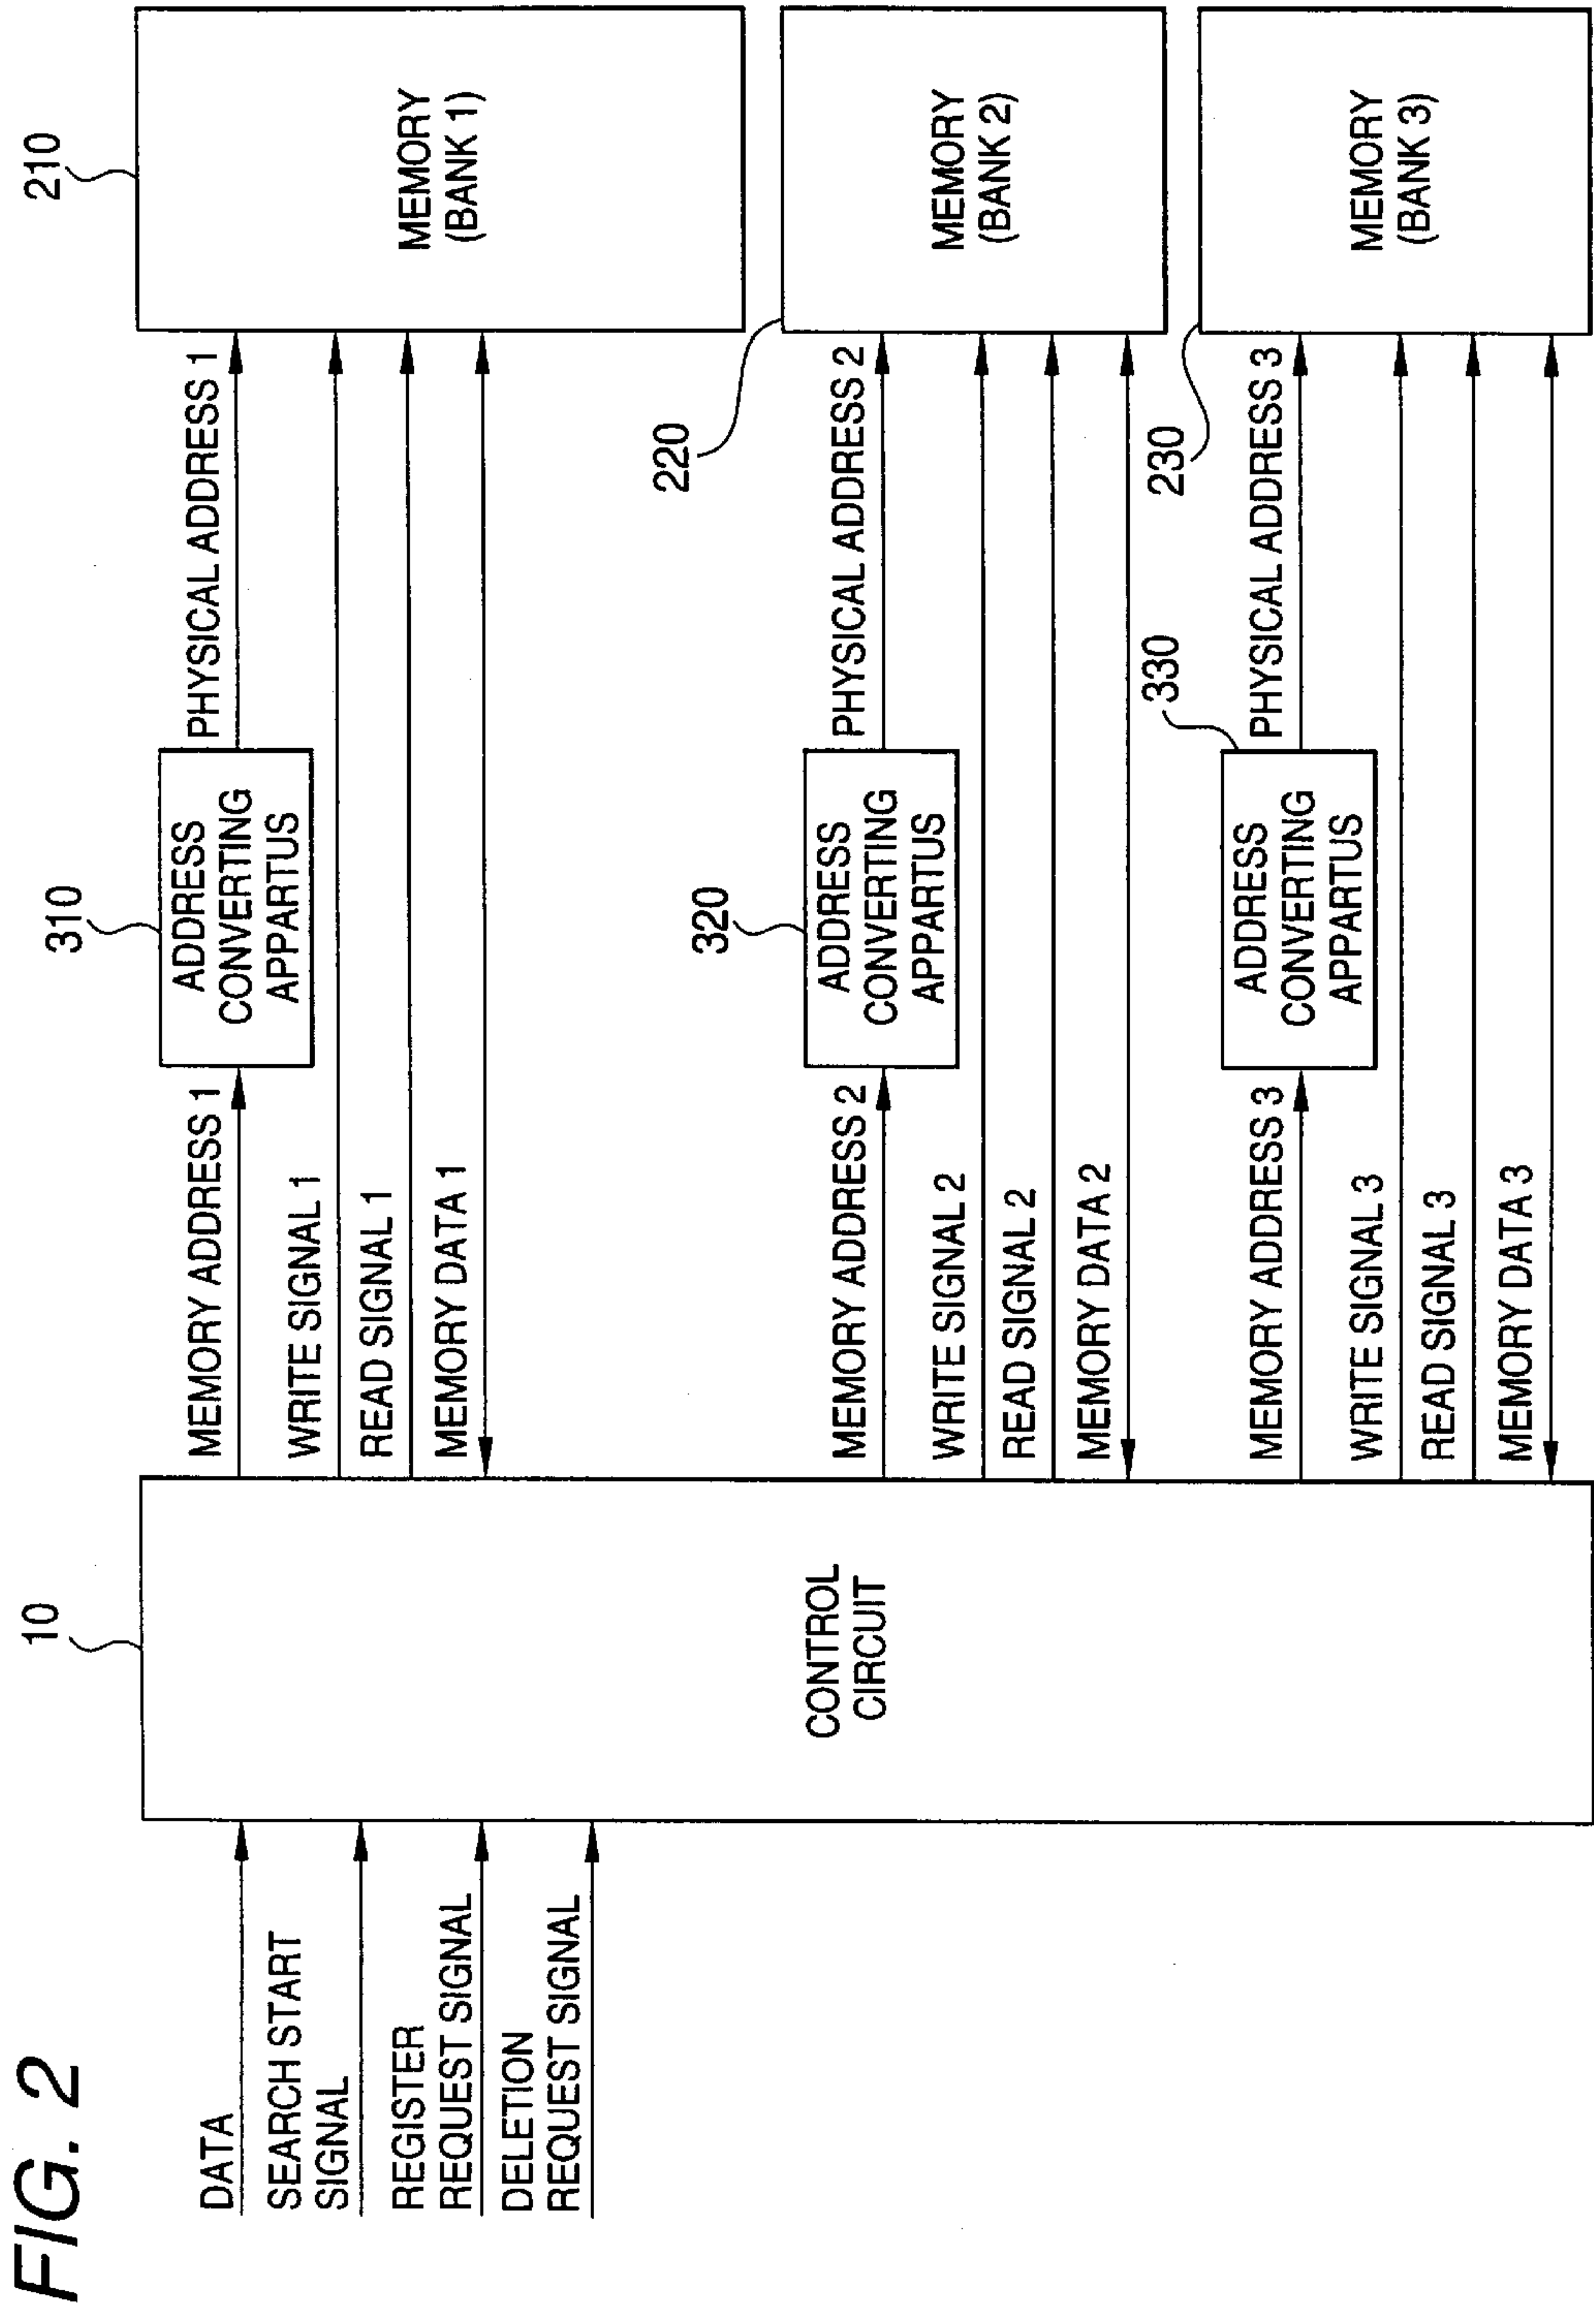 FIG. 2
10
310
210
DATA
SEARCH START
SIGNAL
REGISTER
REQUEST SIGNAL
DELETION
REQUEST SIGNAL
CONTROL
CIRCUIT
MEMORY ADDRESS 1
WRITE SIGNAL 1
READ SIGNAL 1
MEMORY DATA 1
ADDRESS
CONVERTING
APPARTUS
PHYSICAL ADDRESS 1
MEMORY
(BANK 1)
320
220
MEMORY ADDRESS 2
WRITE SIGNAL 2
READ SIGNAL 2
MEMORY DATA 2
ADDRESS
CONVERTING
APPARTUS
PHYSICAL ADDRESS 2
MEMORY
(BANK 2)
330
230
MEMORY ADDRESS 3
WRITE SIGNAL 3
READ SIGNAL 3
MEMORY DATA 3
ADDRESS
CONVERTING
APPARTUS
PHYSICAL ADDRESS 3
MEMORY
(BANK 3)